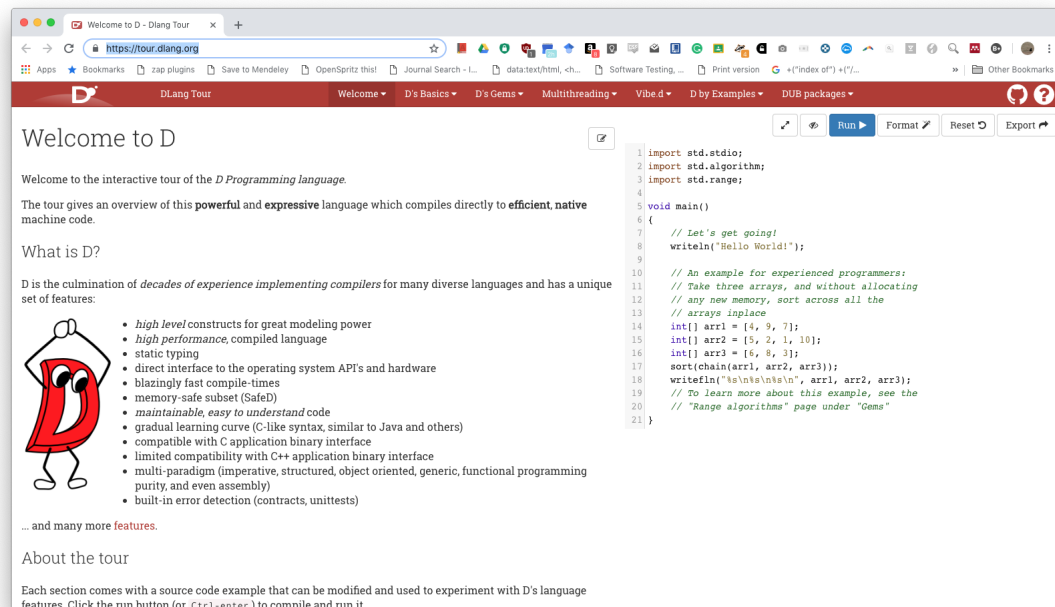 Welcome to D - Dlang Tour
https://tour.dlang.org
Apps Bookmarks zap plugins Save to Mendeley OpenSpritz this! Journal Search - I... data:text/html, <h... Software Testing, ... Print version +("index of") +("/... » Other Bookmarks
D DLang Tour Welcome D's Basics D's Gems Multithreading Vibe.d D by Examples DUB packages
Run Format Reset Export
Welcome to D
Welcome to the interactive tour of the D Programming language.
The tour gives an overview of this powerful and expressive language which compiles directly to efficient, native
machine code.
What is D?
D is the culmination of decades of experience implementing compilers for many diverse languages and has a unique
set of features:
• high level constructs for great modeling power
• high performance, compiled language
• static typing
• direct interface to the operating system API's and hardware
• blazingly fast compile-times
• memory-safe subset (SafeD)
• maintainable, easy to understand code
• gradual learning curve (C-like syntax, similar to Java and others)
• compatible with C application binary interface
• limited compatibility with C++ application binary interface
• multi-paradigm (imperative, structured, object oriented, generic, functional programming
purity, and even assembly)
• built-in error detection (contracts, unittests)
... and many more features.
About the tour
Each section comes with a source code example that can be modified and used to experiment with D's language
features. Click the run button (or Ctrl-enter) to compile and run it.
1 import std.stdio;
2 import std.algorithm;
3 import std.range;
4
5 void main()
6 {
7 // Let's get going!
8 writeln("Hello World!");
9
10 // An example for experienced programmers:
11 // Take three arrays, and without allocating
12 // any new memory, sort across all the
13 // arrays inplace
14 int[] arr1 = [4, 9, 7];
15 int[] arr2 = [5, 2, 1, 10];
16 int[] arr3 = [6, 8, 3];
17 sort(chain(arr1, arr2, arr3));
18 writefln("%s\n%s\n%s\n", arr1, arr2, arr3);
19 // To learn more about this example, see the
20 // "Range algorithms" page under "Gems"
21 }